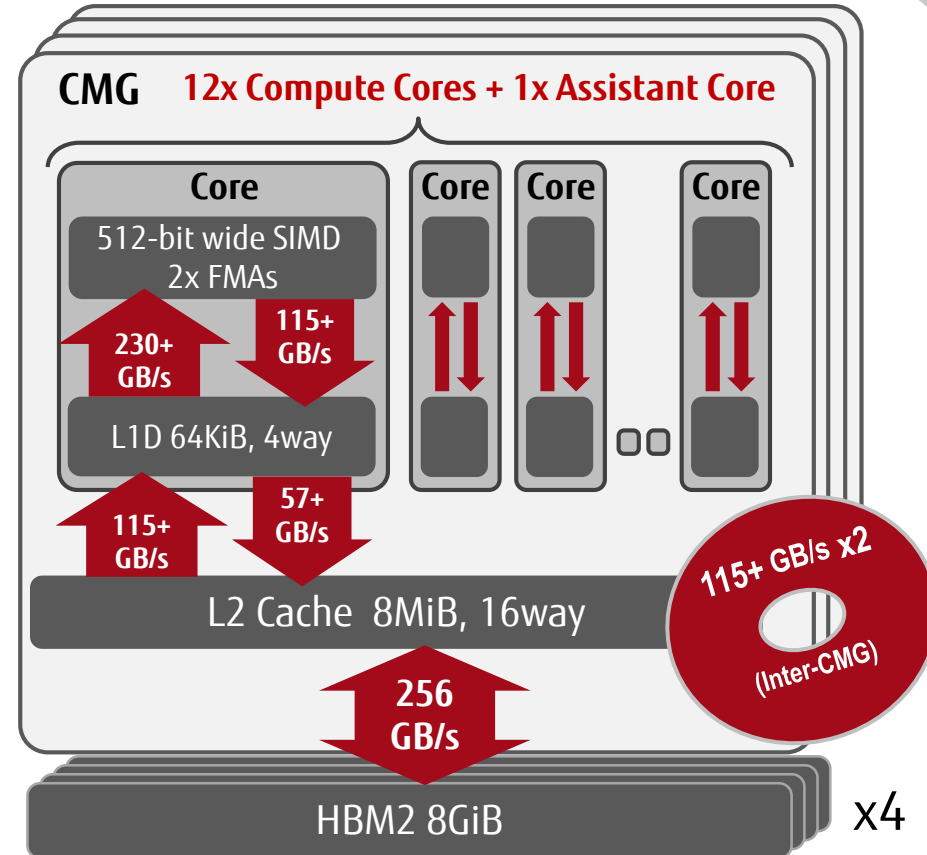 CMG 12x Compute Cores + 1x Assistant Core
Core
Core
Core
Core
512-bit wide SIMD
2x FMAs
230+
GB/s
115+
GB/s
L1D 64KiB, 4way
115+
GB/s
57+
GB/s
L2 Cache 8MiB, 16way
115+ GB/s x2
(Inter-CMG)
256
GB/s
HBM2 8GiB
x4